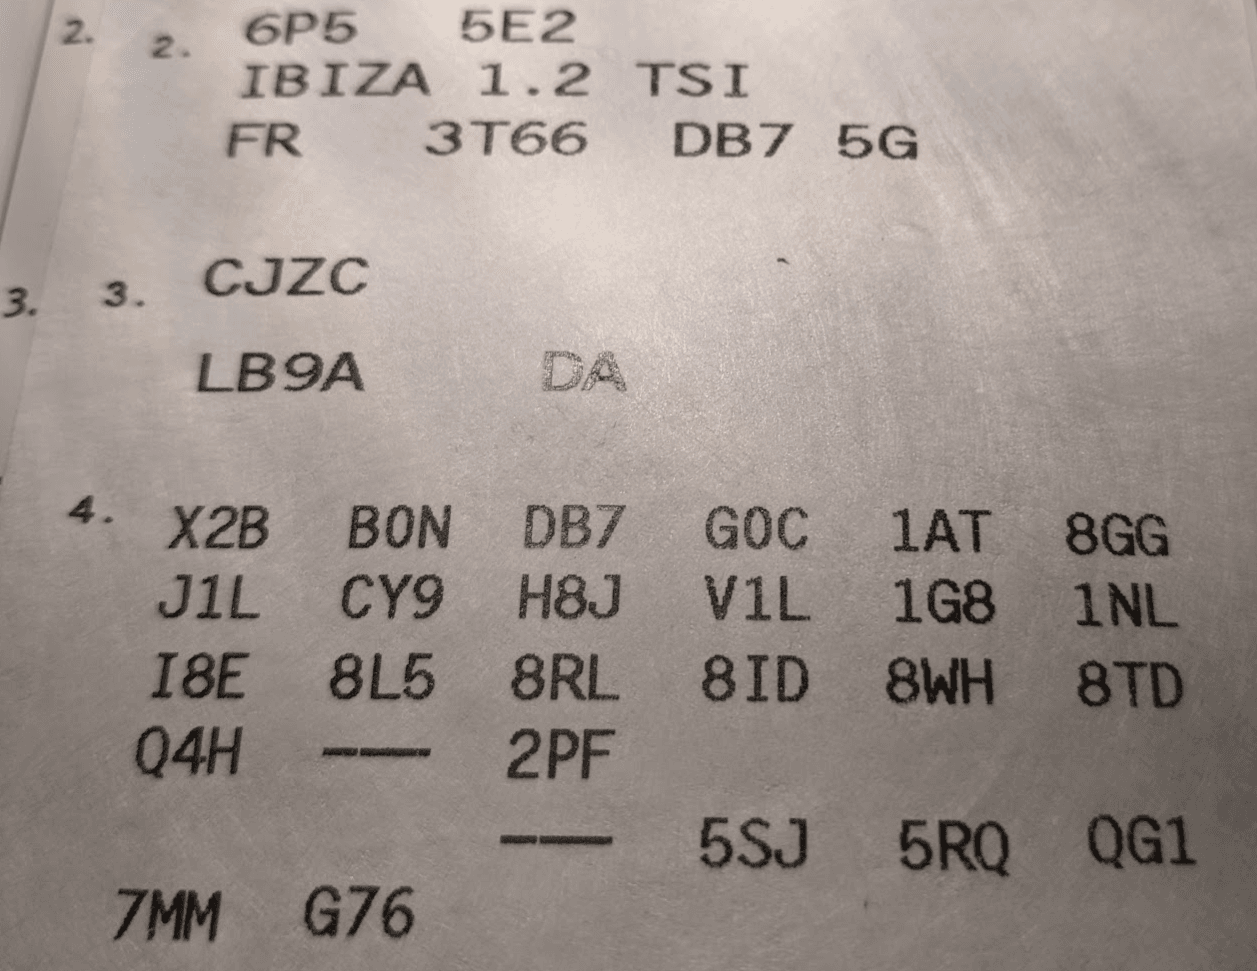 2. 2. 6P5 5E2
IBIZA 1.2 TSI
FR 3T66 DB7 5G
3. 3. CJZC
LB9A DA
4. X2B B0N DB7 G0C 1AT 8GG
J1L CY9 H8J V1L 1G8 1NL
I8E 8L5 8RL 8ID 8WH 8TD
Q4H --- 2PF
--- 5SJ 5RQ QG1
7MM G76